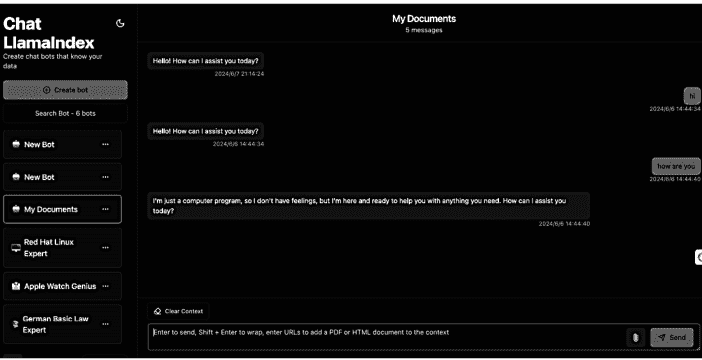 Chat
LlamaIndex
Create chat bots that know your
data
Create bot
Search Bot - 6 bots
New Bot
New Bot
My Documents
Red Hat Linux
Expert
Apple Watch Genius
German Basic Law
Expert
My Documents
5 messages
Hello! How can I assist you today?
2024/6/7 21:14:24
hi
2024/6/6 14:44:34
Hello! How can I assist you today?
2024/6/6 14:44:34
how are you
2024/6/6 14:44:40
I'm just a computer program, so I don't have feelings, but I'm here and ready to help you with anything you need. How can I assist you
today?
2024/6/6 14:44:40
Clear Context
Enter to send, Shift + Enter to wrap, enter URLs to add a PDF or HTML document to the context
Send